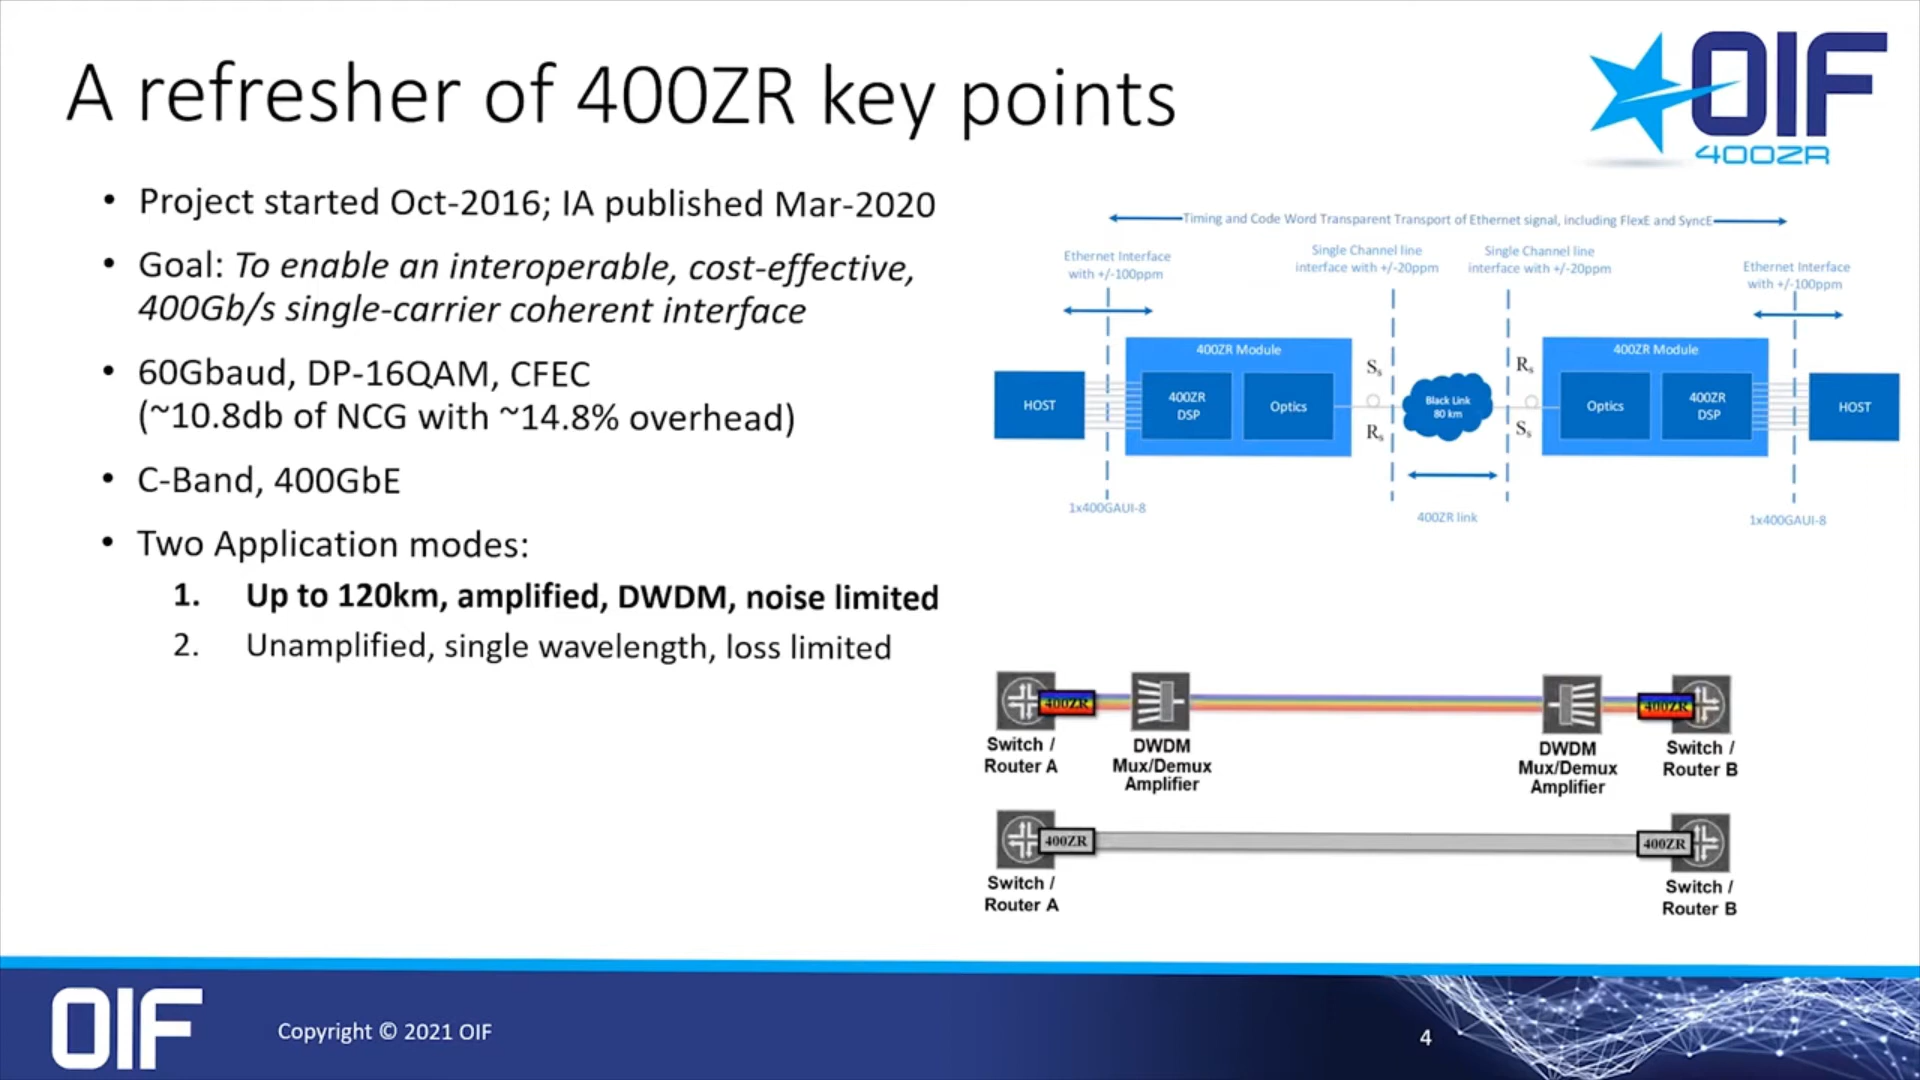 A refresher of 400ZR key points
OIF
400ZR
• Project started Oct-2016; IA published Mar-2020
• Goal: To enable an interoperable, cost-effective,
400Gb/s single-carrier coherent interface
• 60Gbaud, DP-16QAM, CFEC
(~10.8db of NCG with ~14.8% overhead)
• C-Band, 400GbE
• Two Application modes:
1. Up to 120km, amplified, DWDM, noise limited
2. Unamplified, single wavelength, loss limited
Timing and Code Word Transparent Transport of Ethernet signal, including FlexE and SyncE
Ethernet Interface
with +/-100ppm
Single Channel line
interface with +/-20ppm
Single Channel line
interface with +/-20ppm
Ethernet Interface
with +/-100ppm
HOST
400ZR Module
400ZR
DSP
Optics
Ss
Rs
Black Link
80 km
Rs
Ss
400ZR Module
Optics
400ZR
DSP
HOST
1x400GAUI-8
400ZR link
1x400GAUI-8
400ZR
Switch /
Router A
DWDM
Mux/Demux
Amplifier
DWDM
Mux/Demux
Amplifier
400ZR
Switch /
Router B
400ZR
Switch /
Router A
400ZR
Switch /
Router B
OIF
Copyright © 2021 OIF
4